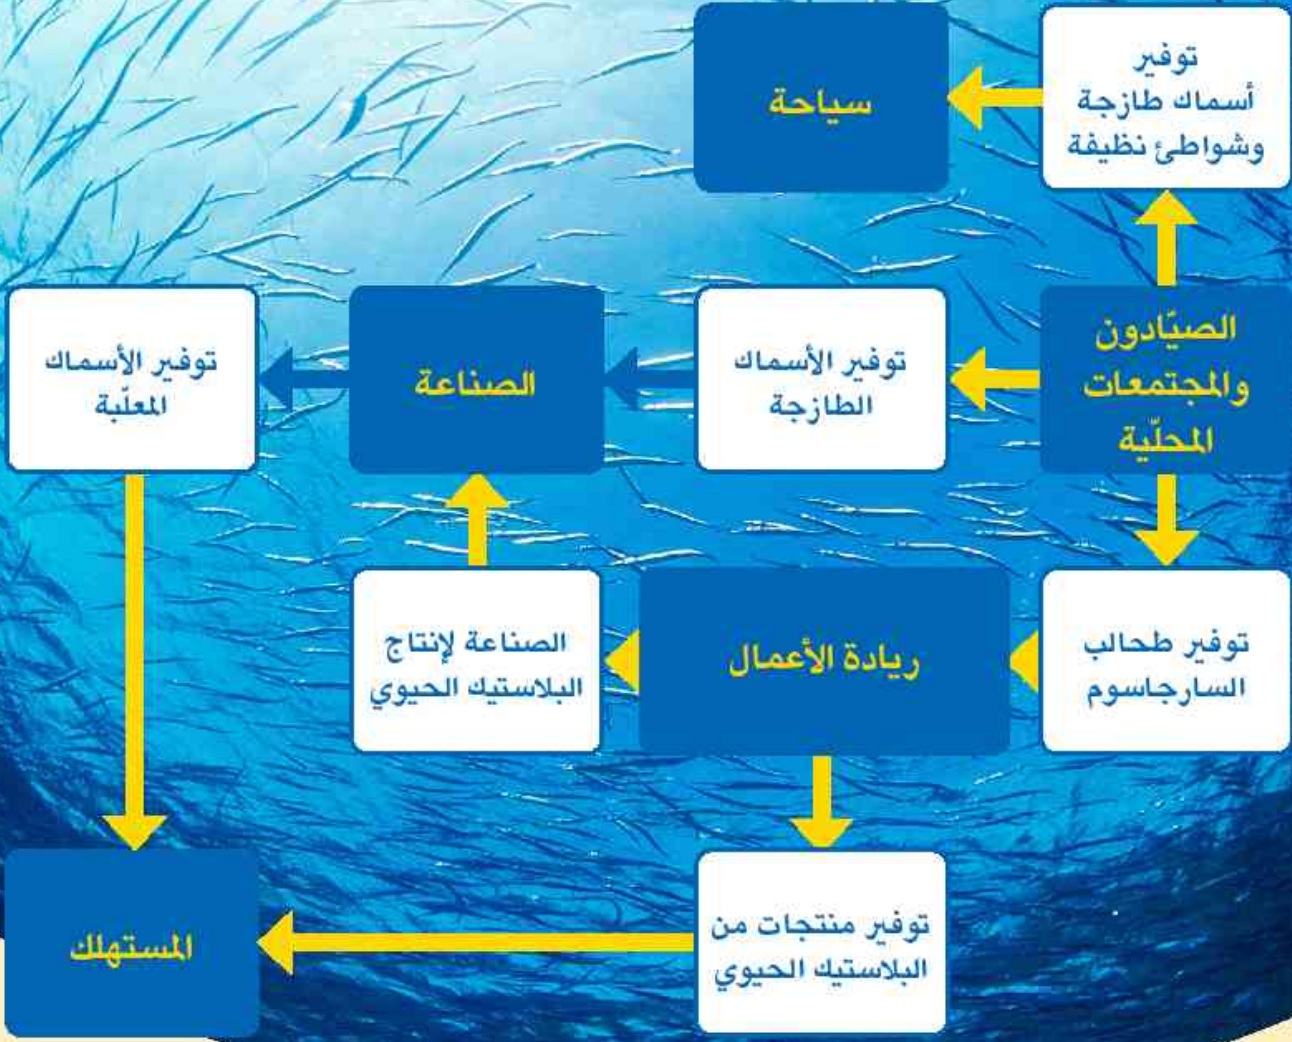 توفير
أسماك طازجة
وشواطئ نظيفة
سياحة
الصيّادون
والمجتمعات
المحلّية
توفير الأسماك
الطازجة
الصناعة
توفير الأسماك
المعلّبة
توفير طحالب
السارجاسوم
ريادة الأعمال
الصناعة لإنتاج
البلاستيك الحيوي
توفير منتجات من
البلاستيك الحيوي
المستهلك